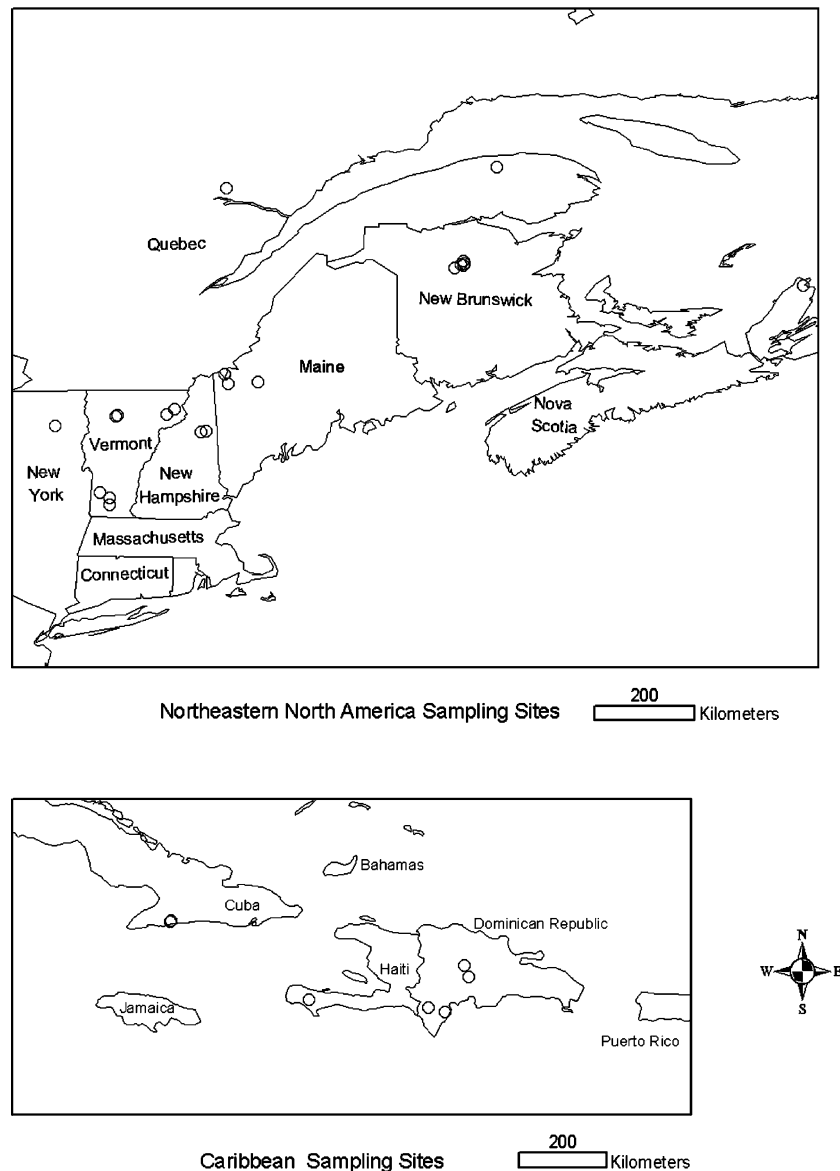 Quebec
New Brunswick
Maine
Nova
Scotia
Vermont
New
York
New
Hampshire
Massachusetts
Connecticut
200
Northeastern North America Sampling Sites
Kilometers
Bahamas
Cuba
Dominican Republic
Haiti
Jamaica
Puerto Rico
N
W
E
S
200
Caribbean Sampling Sites
Kilometers